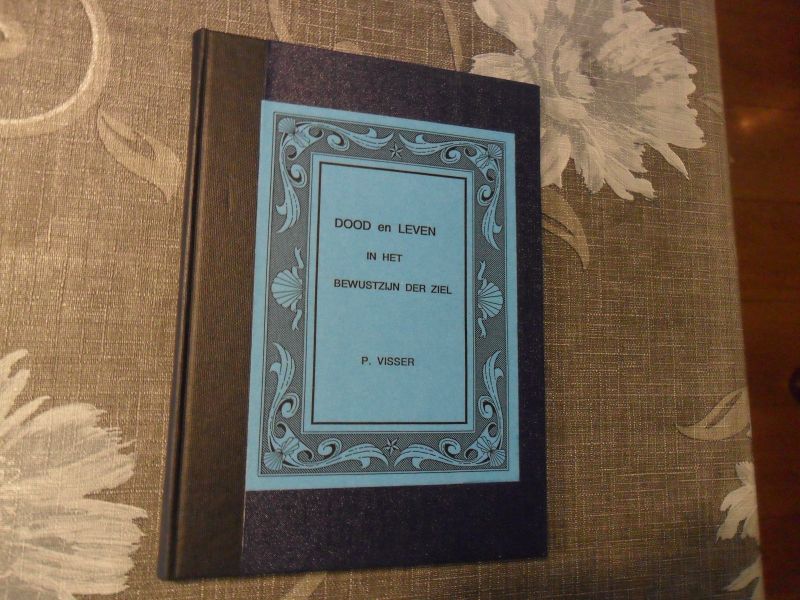 DOOD en LEVEN
IN HET
BEWUSTZIJN DER ZIEL
P. VISSER